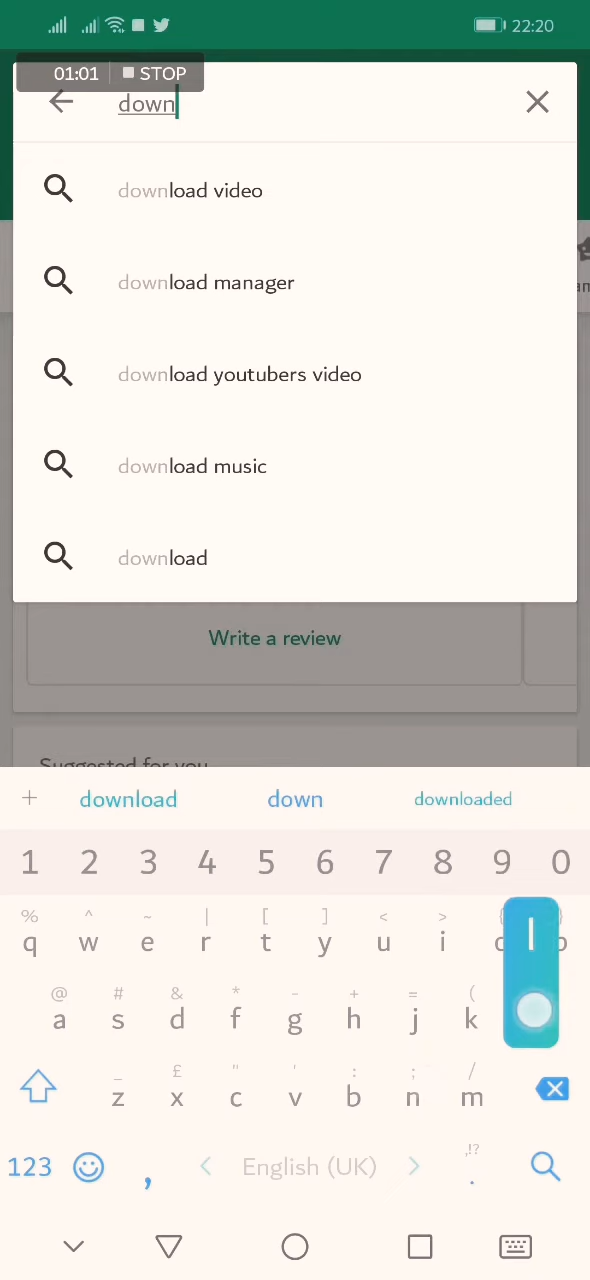 22:20
01:01 STOP
down
download video
download manager
download youtubers video
download music
download
Write a review
Suggested for you
+ download down downloaded
1 2 3 4 5 6 7 8 9 0
% ^ ~ | [ ] < > { }
q w e r t y u i o p
l
@ # & * - + = (
a s d f g h j k
_ £ " ' : ; /
z x c v b n m
,!?
123 , < English (UK) > .